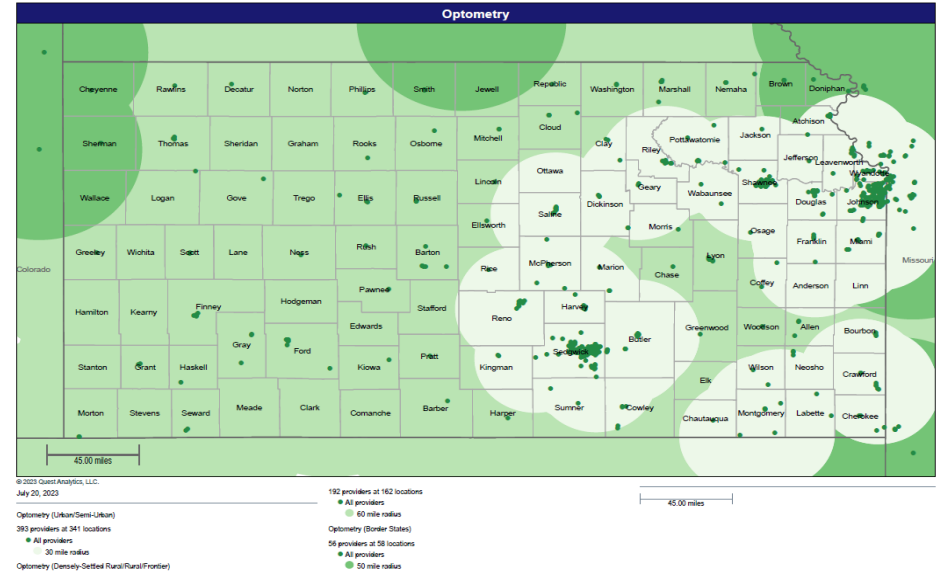 Optometry
Cheyenne Rawlins Decatur Norton Phillips Smith Jewell Republic Washington Marshall Nemaha Brown Doniphan
Atchison
Sherman Thomas Sheridan Graham Rooks Osborne Mitchell Cloud Clay Riley Pottawatomie Jackson
Jefferson Leavenworth
Ottawa
Wyandotte
Wallace Logan Gove Trego Ellis Russell Lincoln Saline Dickinson Geary Wabaunsee Shawnee Douglas Johnson
Ellsworth Morris Osage
Greeley Wichita Scott Lane Ness Rush Barton Rice McPherson Marion Chase Lyon Franklin Miami
Colorado Missouri
Coffey Anderson Linn
Hamilton Kearny Finney Hodgeman Pawnee Stafford Reno Harvey
Gray Ford Edwards Sedgwick Butler Greenwood Woodson Allen Bourbon
Stanton Grant Haskell Kiowa Pratt Kingman Elk Wilson Neosho Crawford
Morton Stevens Seward Meade Clark Comanche Barber Harper Sumner Cowley Chautauqua Montgomery Labette Cherokee
45.00 miles
© 2023 Quest Analytics, LLC.
July 20, 2023
Optometry (Urban/Semi-Urban)
393 providers at 341 locations
All providers
30 mile radius
Optometry (Densely-Settled Rural/Rural/Frontier)
192 providers at 162 locations
All providers
60 mile radius
Optometry (Border States)
56 providers at 58 locations
All providers
50 mile radius
45.00 miles